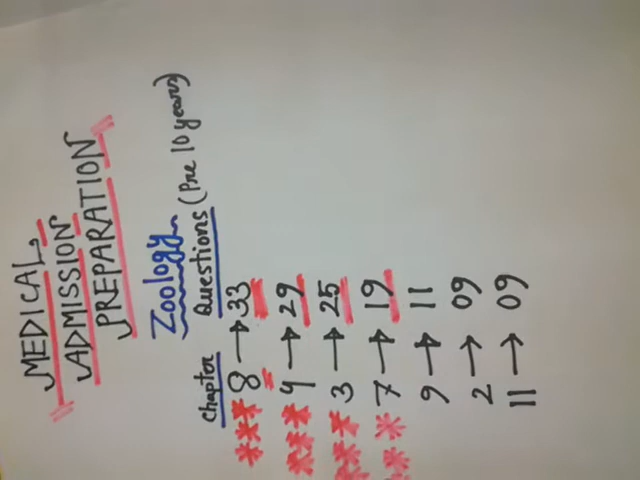 MEDICAL
ADMISSION
PREPARATION
Zoology
Chapter Questions (Pre 10 years)
*** 8 → 33
*** 4 → 29
*** 3 → 25
*** 7 → 19
9 → 11
2 → 09
11 → 09